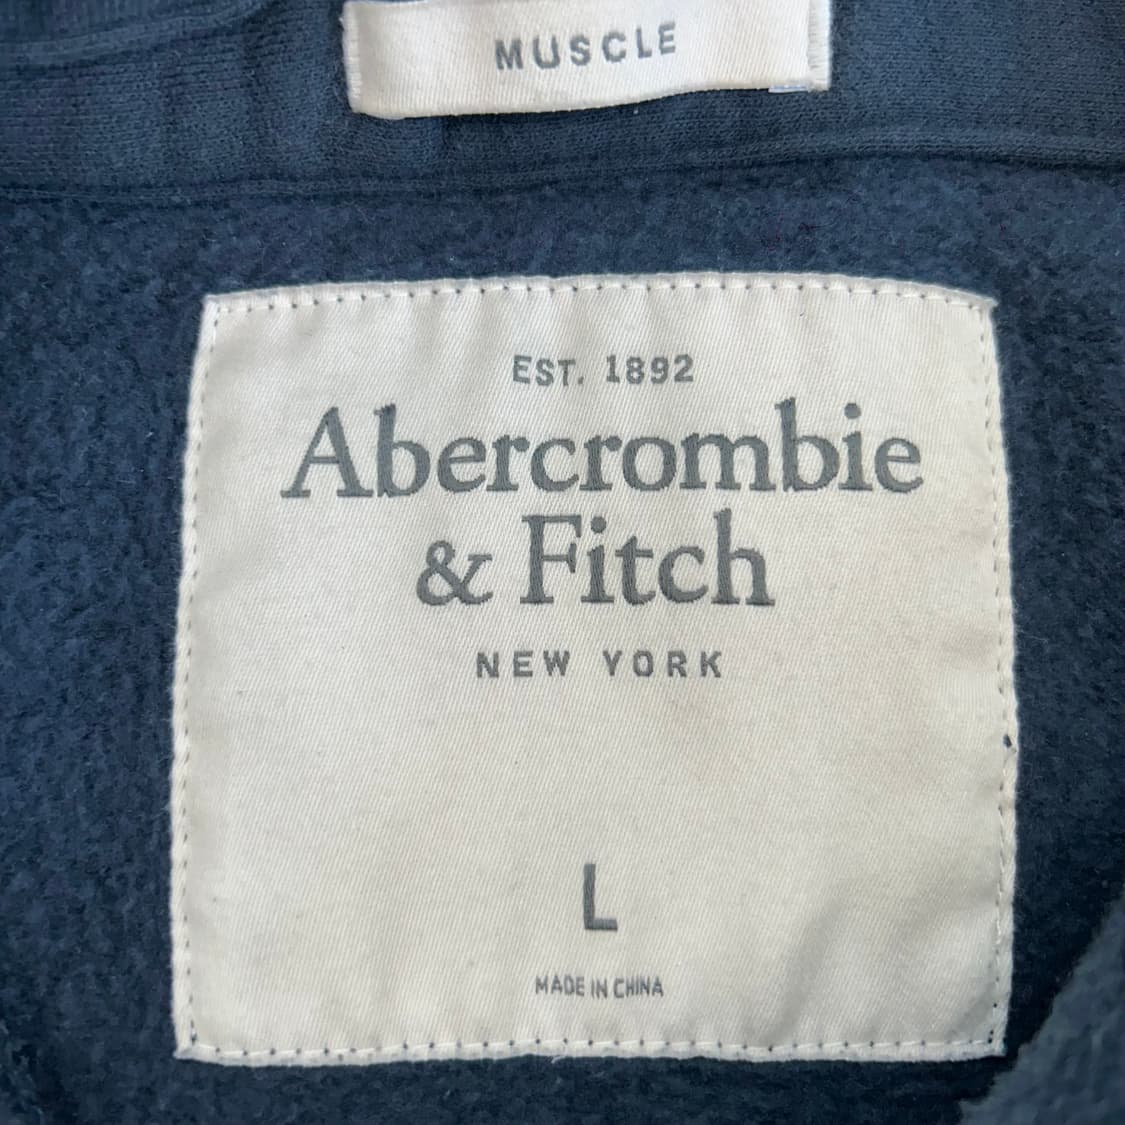 MUSCLE
EST. 1892
Abercrombie
& Fitch
NEW YORK
L
MADE IN CHINA